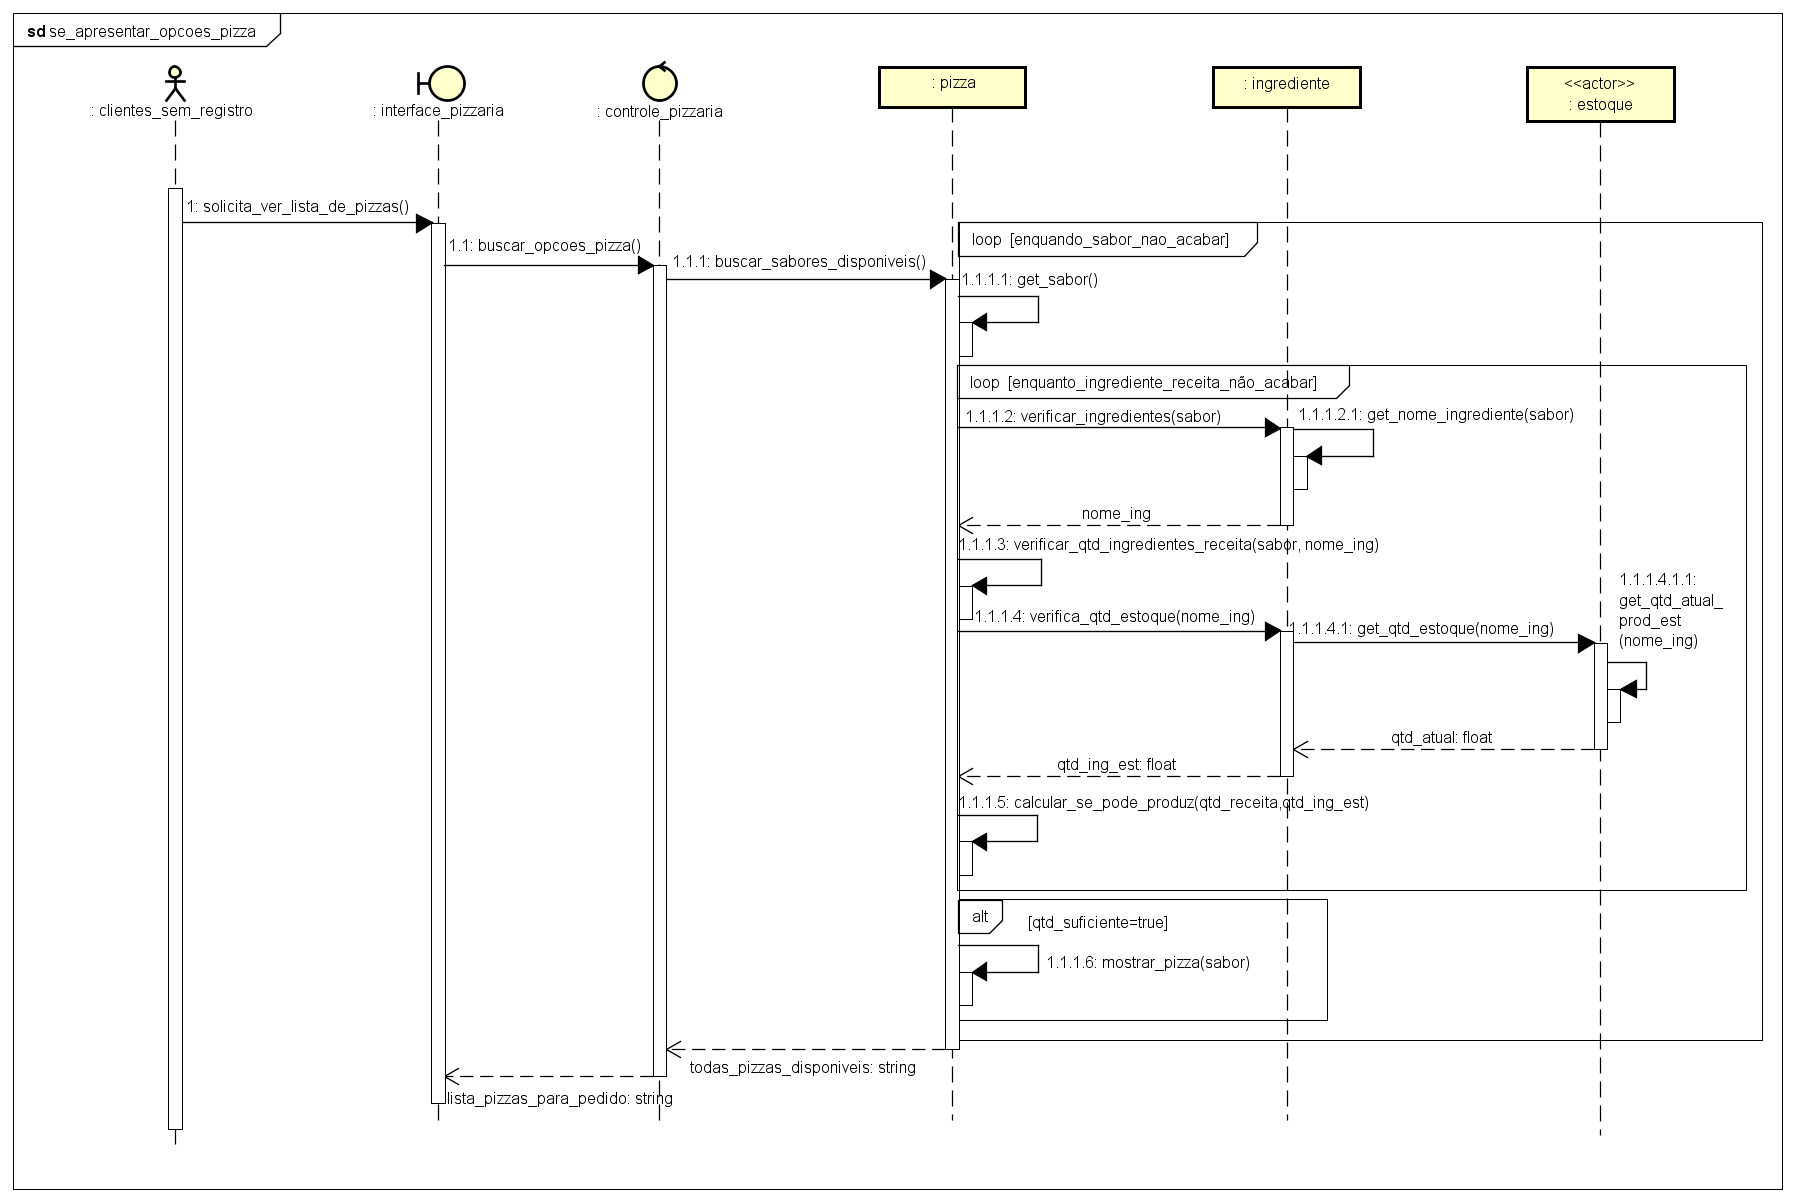 sd se_apresentar_opcoes_pizza
: clientes_sem_registro
: interface_pizzaria
: controle_pizzaria
: pizza
: ingrediente
<<actor>>
: estoque
1: solicita_ver_lista_de_pizzas()
1.1: buscar_opcoes_pizza()
1.1.1: buscar_sabores_disponiveis()
loop [enquando_sabor_nao_acabar]
1.1.1.1: get_sabor()
loop [enquanto_ingrediente_receita_não_acabar]
1.1.1.2: verificar_ingredientes(sabor)
1.1.1.2.1: get_nome_ingrediente(sabor)
nome_ing
1.1.1.3: verificar_qtd_ingredientes_receita(sabor, nome_ing)
1.1.1.4: verifica_qtd_estoque(nome_ing)
1.1.1.4.1: get_qtd_estoque(nome_ing)
1.1.1.4.1.1:
get_qtd_atual_
prod_est
(nome_ing)
qtd_atual: float
qtd_ing_est: float
1.1.1.5: calcular_se_pode_produz(qtd_receita,qtd_ing_est)
alt [qtd_suficiente=true]
1.1.1.6: mostrar_pizza(sabor)
todas_pizzas_disponiveis: string
lista_pizzas_para_pedido: string